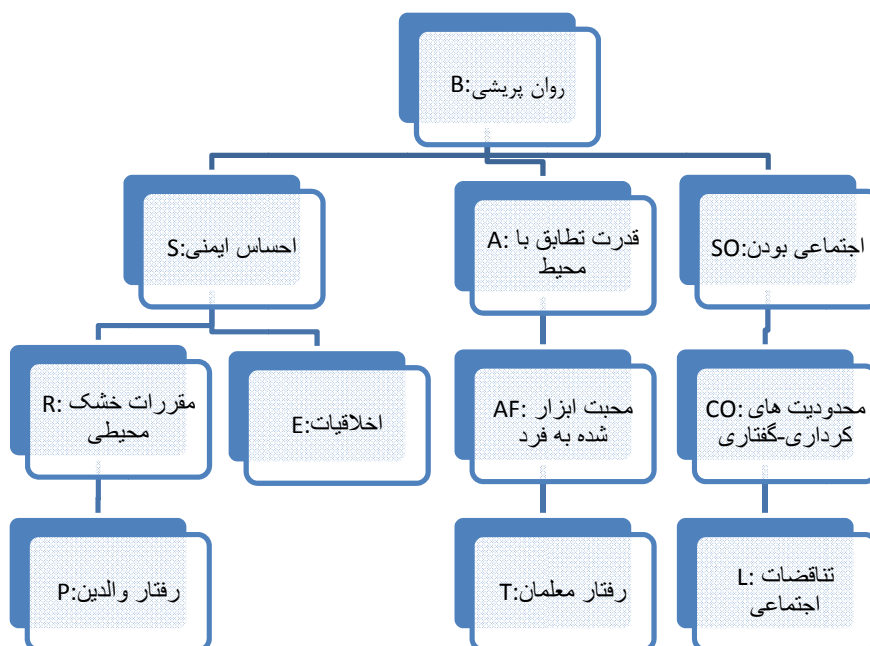 روان پریشی:B
احساس ایمنی:S
قدرت تطابق با :A
محیط
اجتماعی بودن:SO
مقررات خشک :R
محیطی
اخلاقیات:E
محبت ابزار :AF
شده به فرد
محدودیت های :CO
کرداری-گفتاری
رفتار والدین:P
رفتار معلمان:T
تناقضات :L
اجتماعی